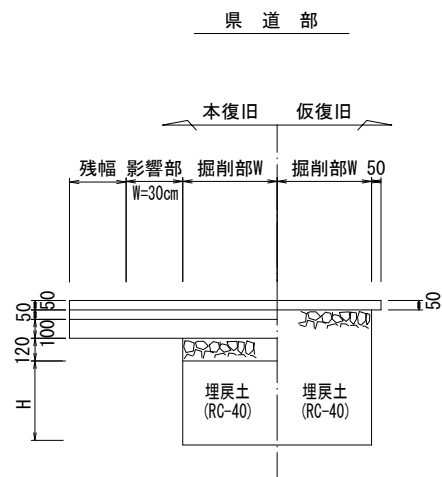 県道部
本復旧 仮復旧
残幅 影響部 掘削部W 掘削部W 50
W=30cm
50
50
50
100
120
H
埋戻土 埋戻土
(RC-40) (RC-40)